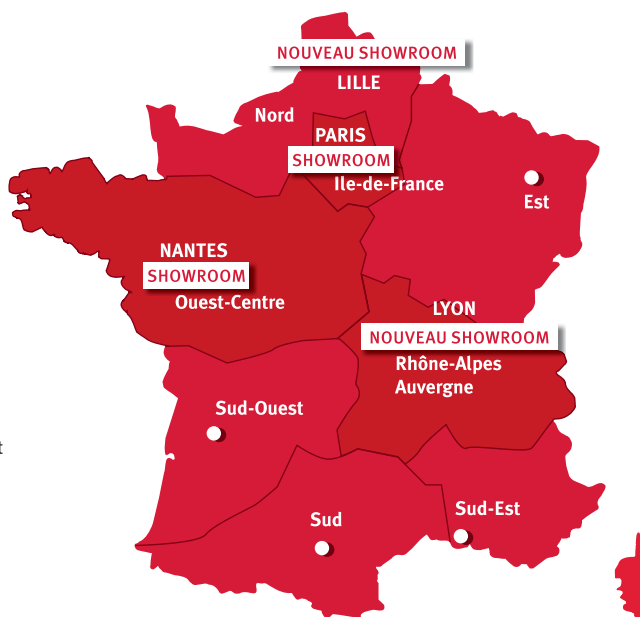 NOUVEAU SHOWROOM
LILLE
Nord
PARIS
SHOWROOM
Ile-de-France
Est
NANTES
SHOWROOM
Ouest-Centre
LYON
NOUVEAU SHOWROOM
Rhône-Alpes
Auvergne
Sud-Ouest
t
Sud-Est
Sud